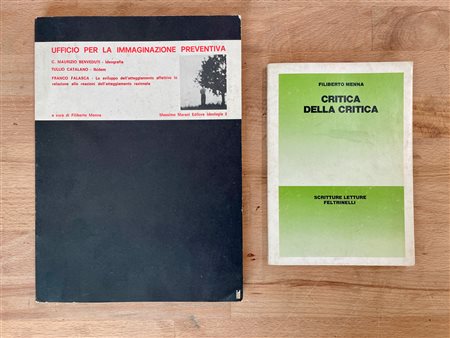 UFFICIO PER LA IMMAGINAZIONE PREVENTIVA
C. MAURIZIO BENVEDUTI - Ideografia
TULLIO CATALANO - Ibidem
FRANCO FALASCA - Lo sviluppo dell'atteggiamento affettivo in
relazione alle reazioni dell'atteggiamento razionale
a cura di Filiberto Menna
Massimo Marani Editore Ideologia 2
FILIBERTO MENNA
CRITICA
DELLA CRITICA
SCRITTURE LETTURE
FELTRINELLI